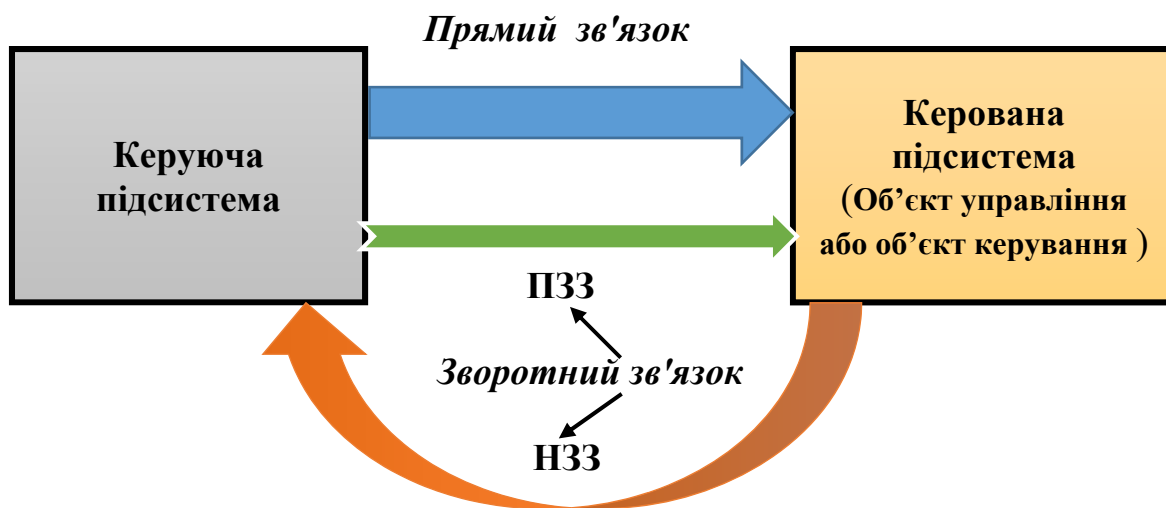 Прямий зв'язок
Керуюча
підсистема
Керована
підсистема
(Об’єкт управління
або об’єкт керування )
ПЗЗ
Зворотний зв'язок
НЗЗ